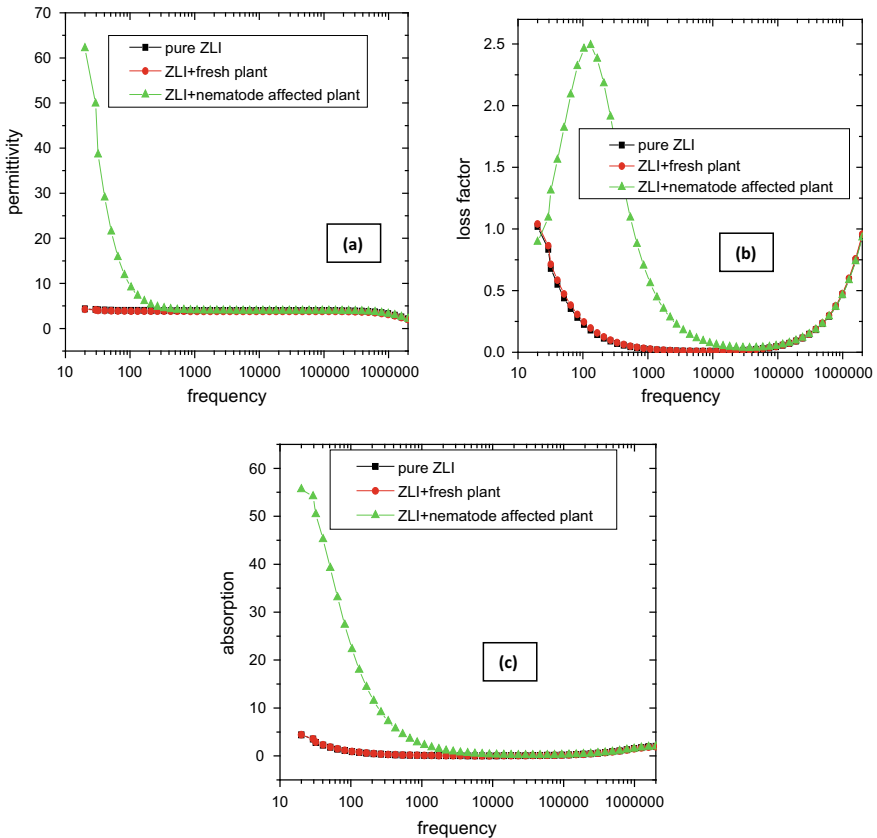 70
60
50
40
30
20
10
0
permittivity
pure ZLI
ZLI+fresh plant
ZLI+nematode affected plant
(a)
10 100 1000 10000 100000 1000000
frequency
2.5
2.0
1.5
1.0
0.5
0.0
loss factor
pure ZLI
ZLI+fresh plant
ZLI+nematode affected plant
(b)
10 100 1000 10000 100000 1000000
frequency
60
50
40
30
20
10
0
absorption
pure ZLI
ZLI+fresh plant
ZLI+nematode affected plant
(c)
10 100 1000 10000 100000 1000000
frequency